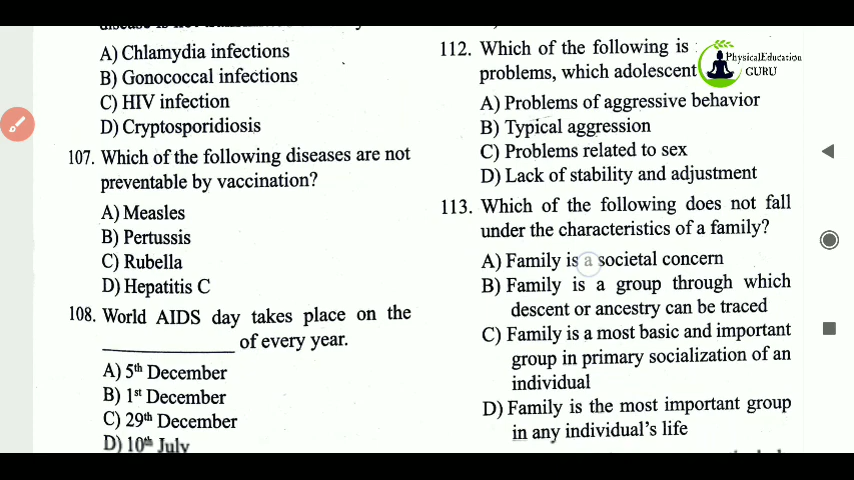 A) Chlamydia infections
B) Gonococcal infections
C) HIV infection
D) Cryptosporidiosis
107. Which of the following diseases are not
preventable by vaccination?
A) Measles
B) Pertussis
C) Rubella
D) Hepatitis C
108. World AIDS day takes place on the
______________ of every year.
A) 5th December
B) 1st December
C) 29th December
D) 10th July
112. Which of the following is
problems, which adolescent
A) Problems of aggressive behavior
B) Typical aggression
C) Problems related to sex
D) Lack of stability and adjustment
113. Which of the following does not fall
under the characteristics of a family?
A) Family is a societal concern
B) Family is a group through which
descent or ancestry can be traced
C) Family is a most basic and important
group in primary socialization of an
individual
D) Family is the most important group
in any individual's life
PhysicalEducation
GURU